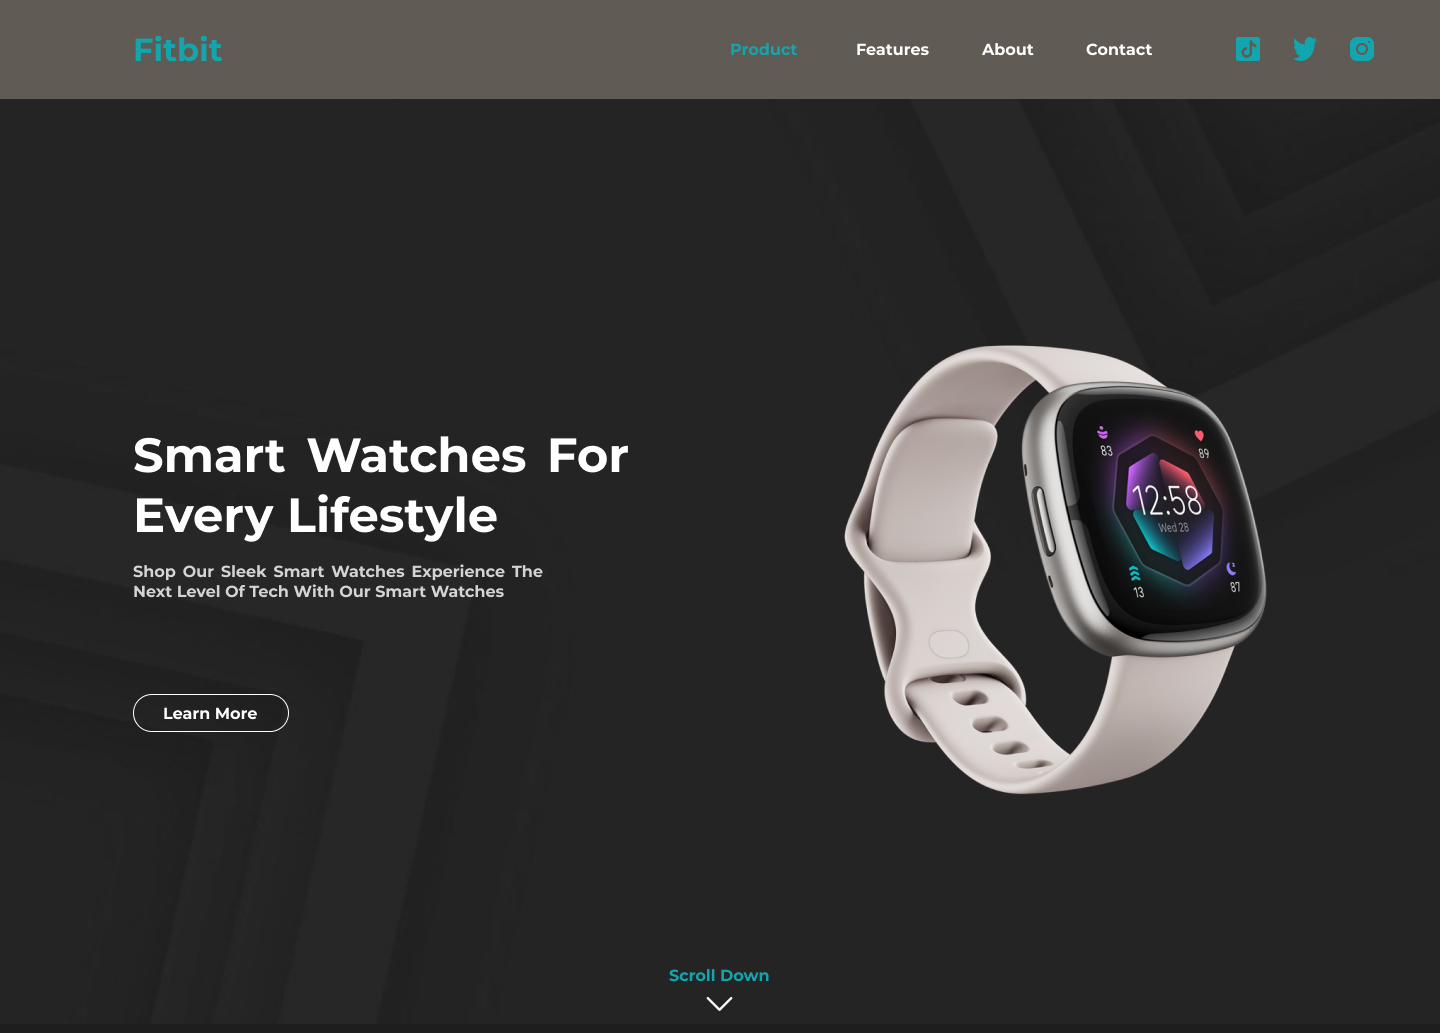 Fitbit
Product Features About Contact
Smart Watches For
Every Lifestyle
Shop Our Sleek Smart Watches Experience The
Next Level Of Tech With Our Smart Watches
Learn More
83
89
12:58
Wed 28
13
87
Scroll Down